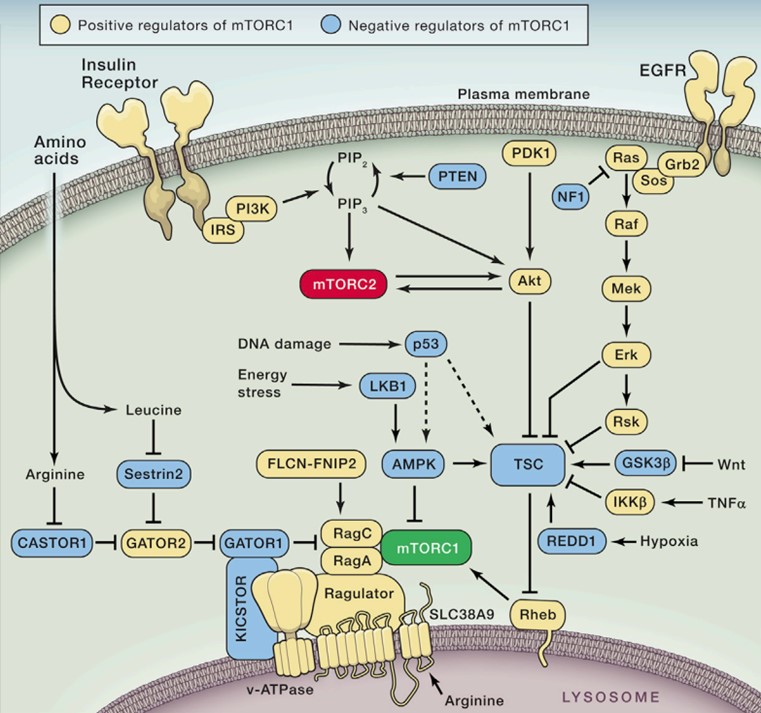 Positive regulators of mTORC1
Negative regulators of mTORC1
Insulin
Receptor
EGFR
Plasma membrane
Amino
acids
PIP2
PTEN
PDK1
Ras
Grb2
Sos
NF1
PI3K
IRS
PIP3
Raf
mTORC2
Akt
Mek
DNA damage
p53
Erk
Energy
stress
LKB1
Leucine
Rsk
FLCN-FNIP2
AMPK
TSC
GSK3β
Wnt
Arginine
Sestrin2
IKKβ
TNFα
CASTOR1
GATOR2
GATOR1
RagC
mTORC1
REDD1
Hypoxia
RagA
KICSTOR
Ragulator
SLC38A9
Rheb
v-ATPase
Arginine
LYSOSOME